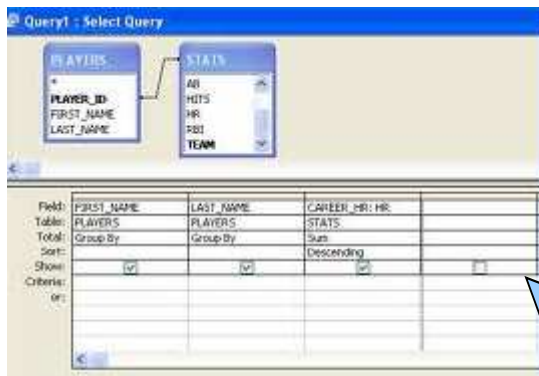 Query1 : Select Query
PLAYERS
*
PLAYER_ID
FIRST_NAME
LAST_NAME
STATS
AB
HITS
HR
RBI
TEAM
Field: FIRST_NAME LAST_NAME CAREER_HR: HR
Table: PLAYERS PLAYERS STATS
Total: Group By Group By Sum
Sort: Descending
Show:
Criteria:
or: